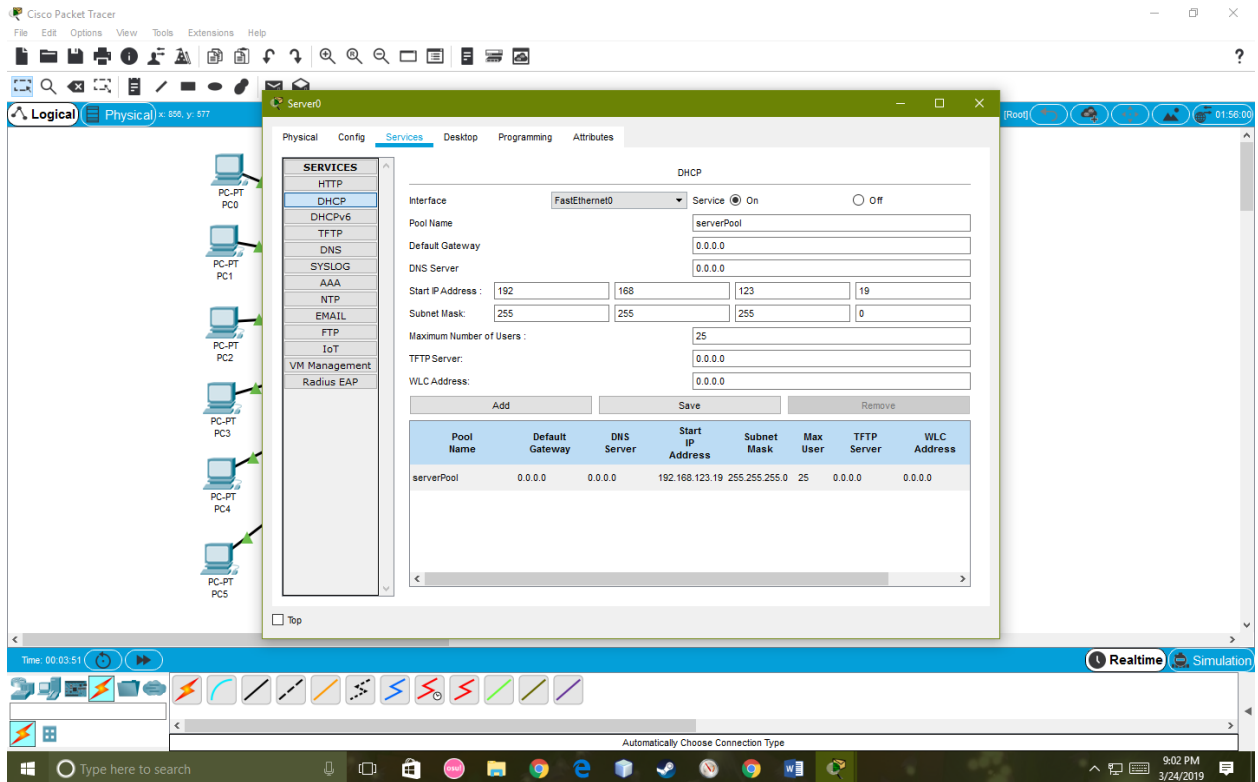 Cisco Packet Tracer
File Edit Options View Tools Extensions Help
?
Logical Physical x: 856, y: 577
[Root] 01:56:00
Server0
Physical Config Services Desktop Programming Attributes
SERVICES
HTTP
DHCP
DHCPv6
TFTP
DNS
SYSLOG
AAA
NTP
EMAIL
FTP
IoT
VM Management
Radius EAP
DHCP
Interface FastEthernet0 Service On Off
Pool Name serverPool
Default Gateway 0.0.0.0
DNS Server 0.0.0.0
Start IP Address : 192 168 123 19
Subnet Mask: 255 255 255 0
Maximum Number of Users : 25
TFTP Server: 0.0.0.0
WLC Address: 0.0.0.0
Add Save Remove
Pool Name Default Gateway DNS Server Start IP Address Subnet Mask Max User TFTP Server WLC Address
serverPool 0.0.0.0 0.0.0.0 192.168.123.19 255.255.255.0 25 0.0.0.0 0.0.0.0
Top
PC-PT
PC0
PC-PT
PC1
PC-PT
PC2
PC-PT
PC3
PC-PT
PC4
PC-PT
PC5
Time: 00:03:51 Realtime Simulation
Automatically Choose Connection Type
Type here to search
osu!
9:02 PM
3/24/2019